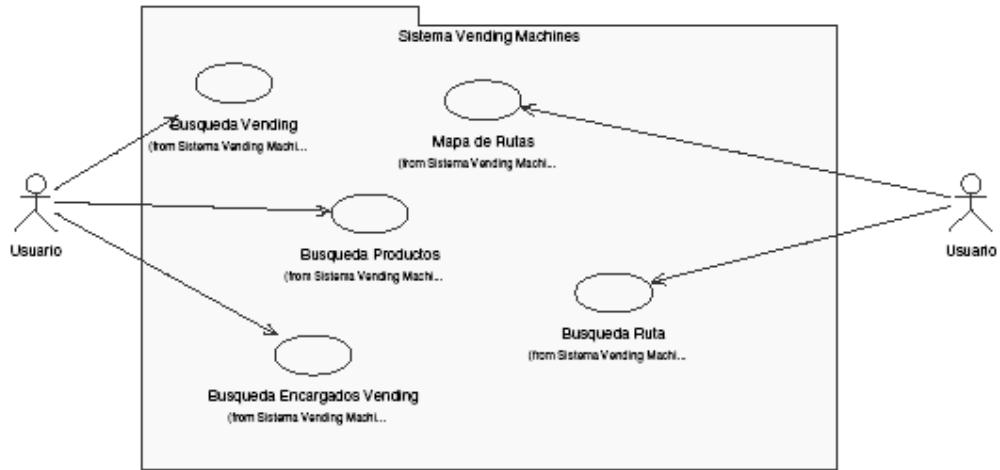 Sistema Vending Machines
Busqueda Vending
(from Sistema Vending Machi...
Mapa de Rutas
(from Sistema Vending Machi...
Usuario
Busqueda Productos
(from Sistema Vending Machi...
Usuario
Busqueda Ruta
(from Sistema Vending Machi...
Busqueda Encargados Vending
(from Sistema Vending Machi...